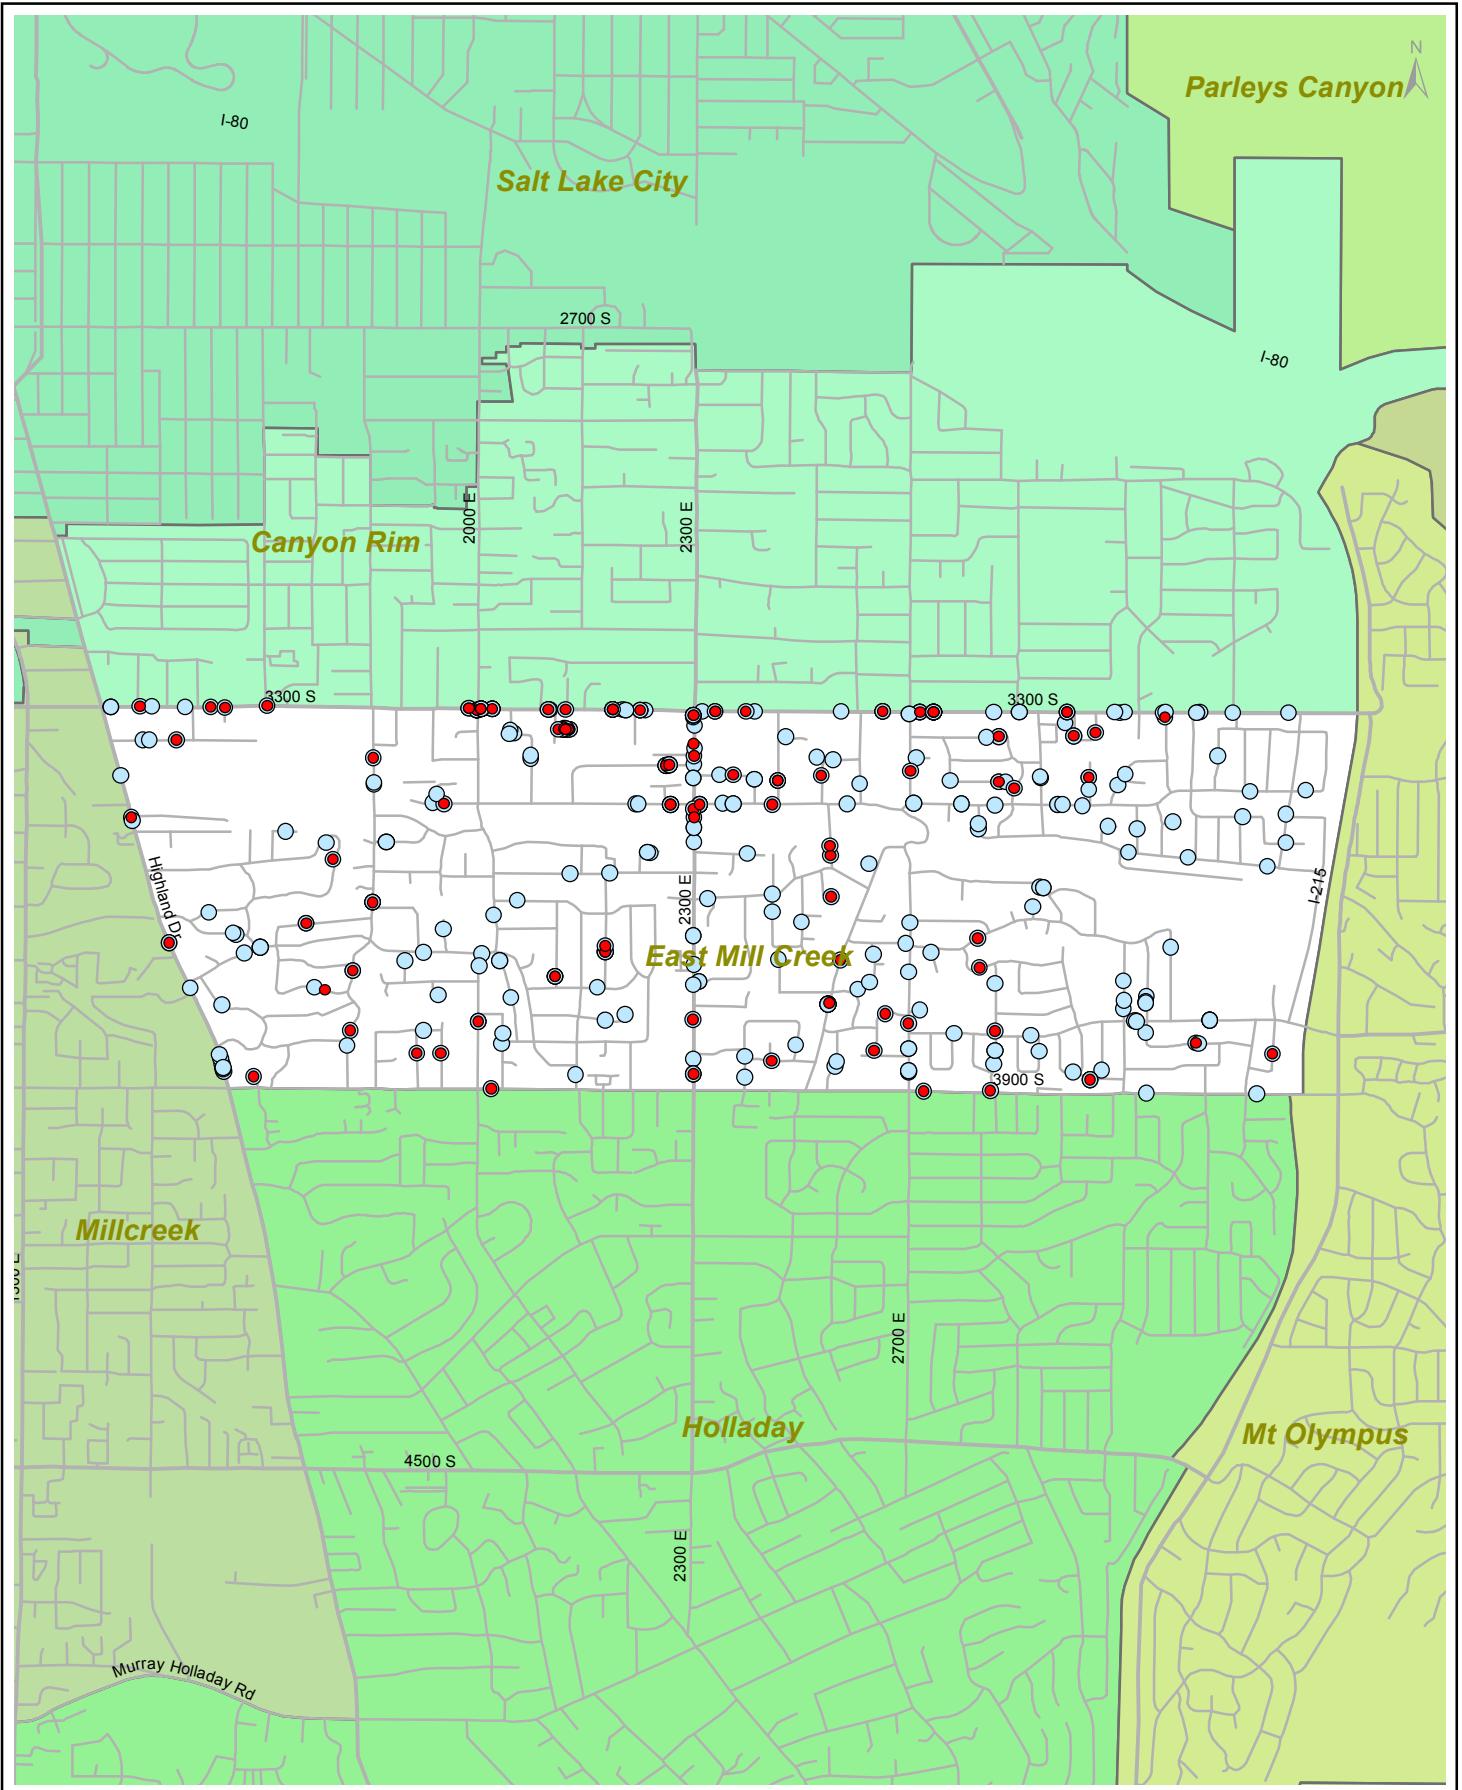 N
Parleys Canyon
I-80
Salt Lake City
2700 S
I-80
2000 E
2300 E
Canyon Rim
3300 S
3300 S
Highland Dr
2300 E
I-215
East Mill Creek
3900 S
Millcreek
2700 E
Holladay
Mt Olympus
4500 S
2300 E
Murray Holladay Rd